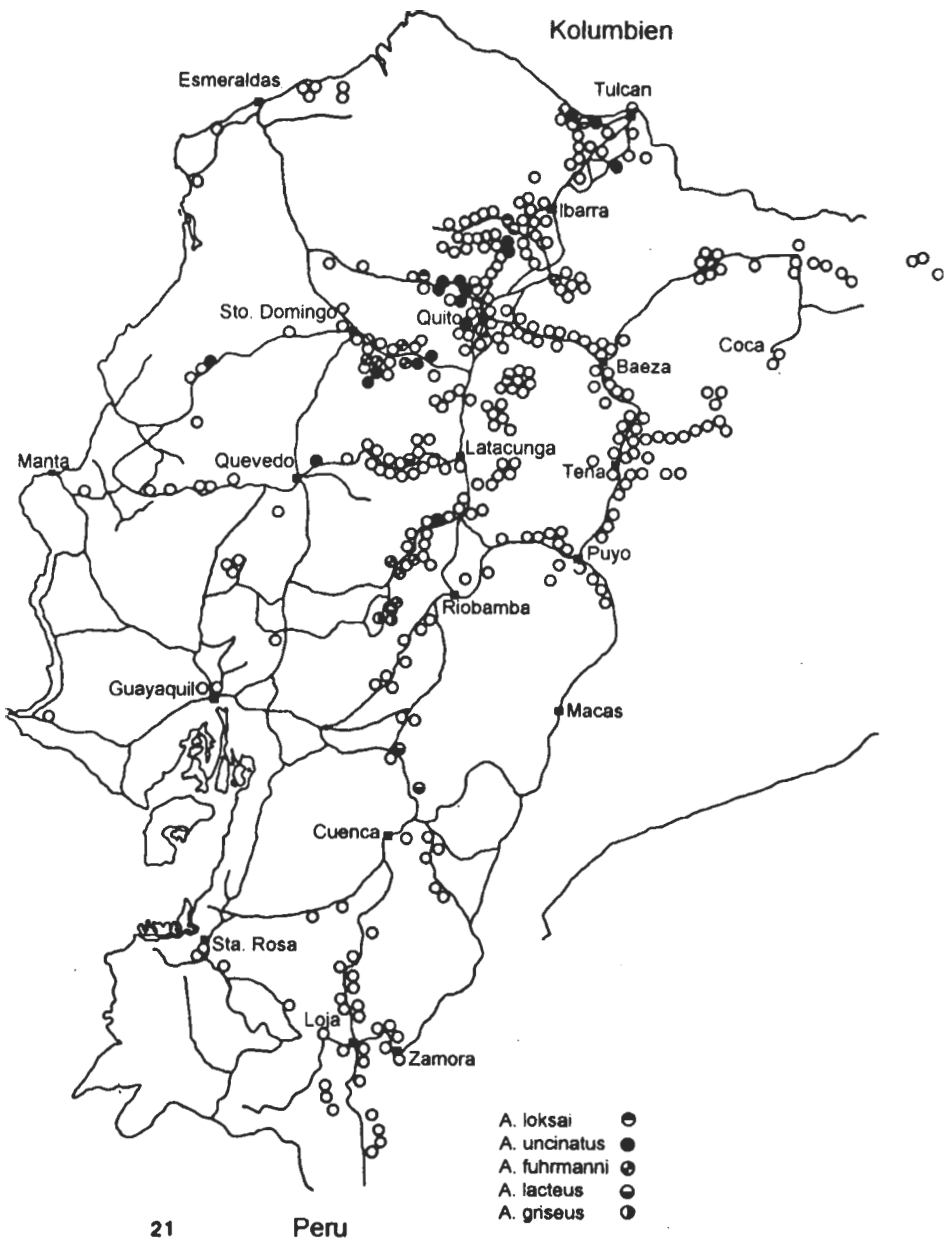 Kolumbien
Esmeraldas
Tulcan
Ibarra
Sto. Domingo
Quito
Coca
Baeza
Manta
Quevedo
Latacunga
Tena
Puyo
Riobamba
Guayaquil
Macas
Cuenca
Sta. Rosa
Loja
Zamora
A. loksai
A. uncinatus
A. fuhrmanni
A. lacteus
A. griseus
21
Peru